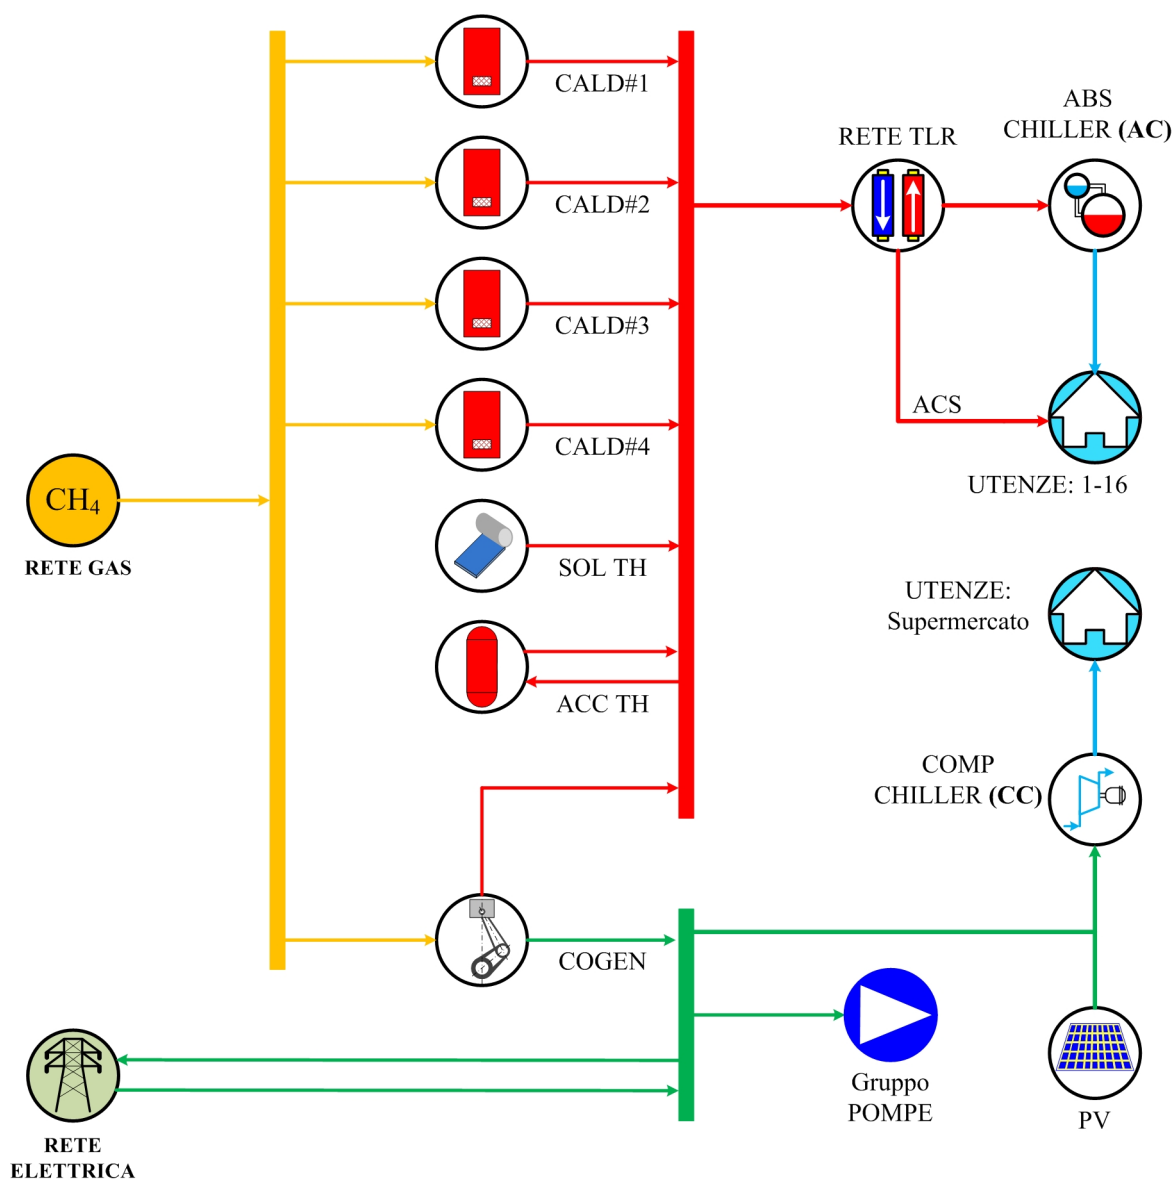 CALD#1
CALD#2
CALD#3
CALD#4
CH₄
RETE GAS
SOL TH
ACC TH
COGEN
RETE
ELETTRICA
RETE TLR
ABS
CHILLER (AC)
ACS
UTENZE: 1-16
UTENZE:
Supermercato
COMP
CHILLER (CC)
Gruppo
POMPE
PV